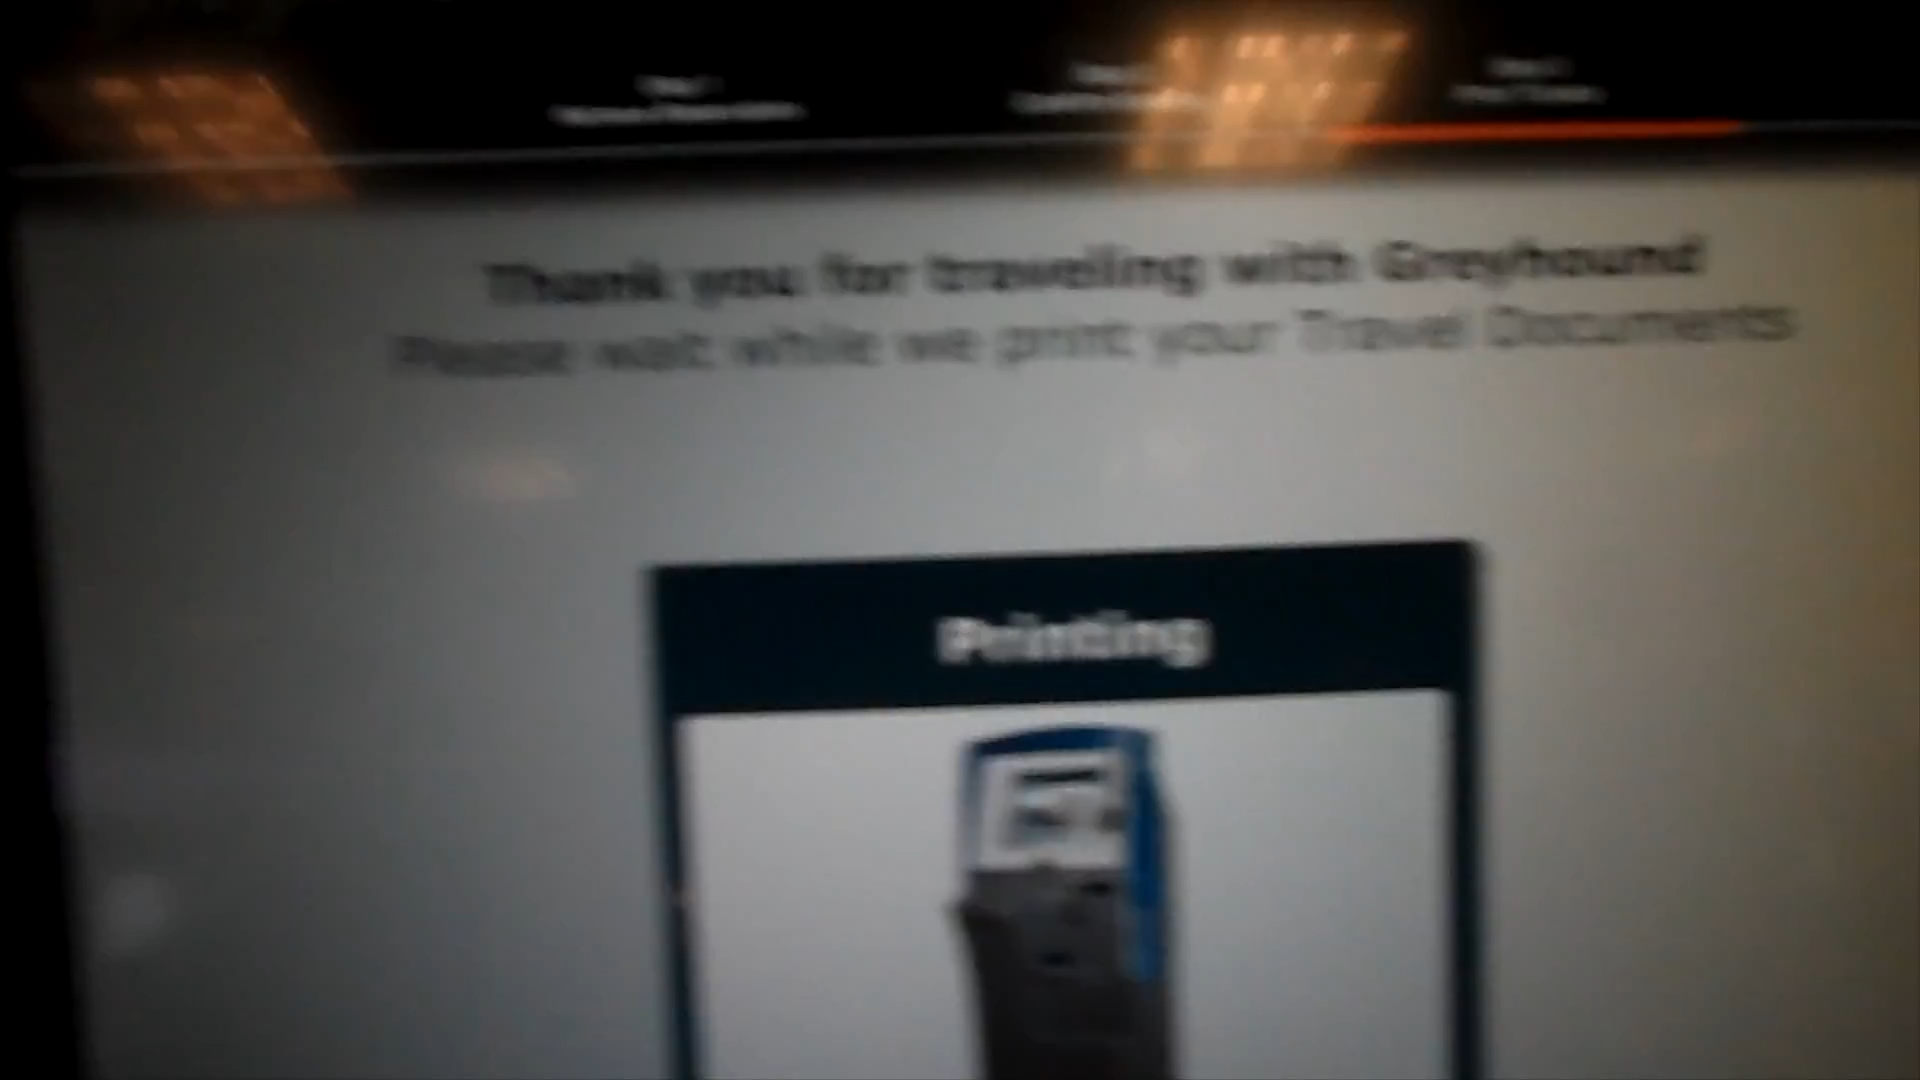 Thank you for traveling with Greyhound
Please wait while we print your Travel Documents
Printing